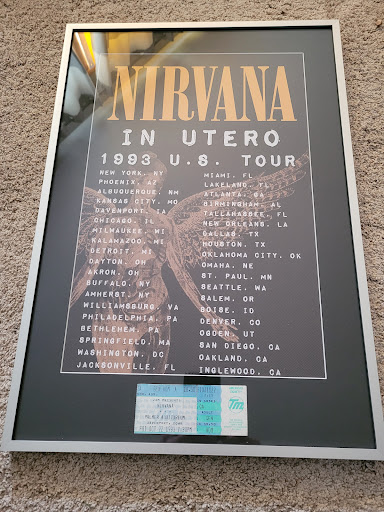 NIRVANA
IN UTERO
1993 U.S. TOUR
NEW YORK, NY
PHOENIX, AZ
ALBUQUERQUE, NM
KANSAS CITY, MO
DAVENPORT, IA
CHICAGO, IL
MILWAUKEE, WI
KALAMAZOO, MI
DETROIT, MI
DAYTON, OH
AKRON, OH
BUFFALO, NY
AMHERST, NY
WILLIAMSBURG, VA
PHILADELPHIA, PA
BETHLEHEM, PA
SPRINGFIELD, MA
WASHINGTON, DC
JACKSONVILLE, FL
MIAMI, FL
LAKELAND, FL
ATLANTA, GA
BIRMINGHAM, AL
TALLAHASSEE, FL
NEW ORLEANS, LA
DALLAS, TX
HOUSTON, TX
OKLAHOMA CITY, OK
OMAHA, NE
ST. PAUL, MN
SEATTLE, WA
SALEM, OR
BOISE, ID
DENVER, CO
OGDEN, UT
SAN DIEGO, CA
OAKLAND, CA
INGLEWOOD, CA
NIRVANA